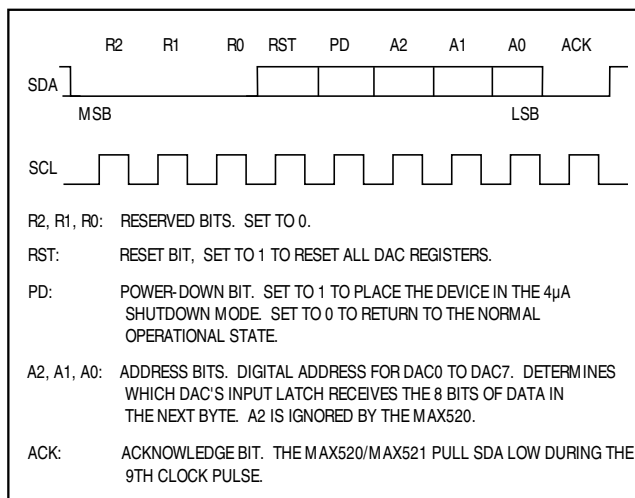 R2 R1 R0 RST PD A2 A1 A0 ACK
SDA
MSB LSB
SCL
R2, R1, R0: RESERVED BITS. SET TO 0.
RST: RESET BIT, SET TO 1 TO RESET ALL DAC REGISTERS.
PD: POWER-DOWN BIT. SET TO 1 TO PLACE THE DEVICE IN THE 4µA
SHUTDOWN MODE. SET TO 0 TO RETURN TO THE NORMAL
OPERATIONAL STATE.
A2, A1, A0: ADDRESS BITS. DIGITAL ADDRESS FOR DAC0 TO DAC7. DETERMINES
WHICH DAC'S INPUT LATCH RECEIVES THE 8 BITS OF DATA IN
THE NEXT BYTE. A2 IS IGNORED BY THE MAX520.
ACK: ACKNOWLEDGE BIT. THE MAX520/MAX521 PULL SDA LOW DURING THE
9TH CLOCK PULSE.